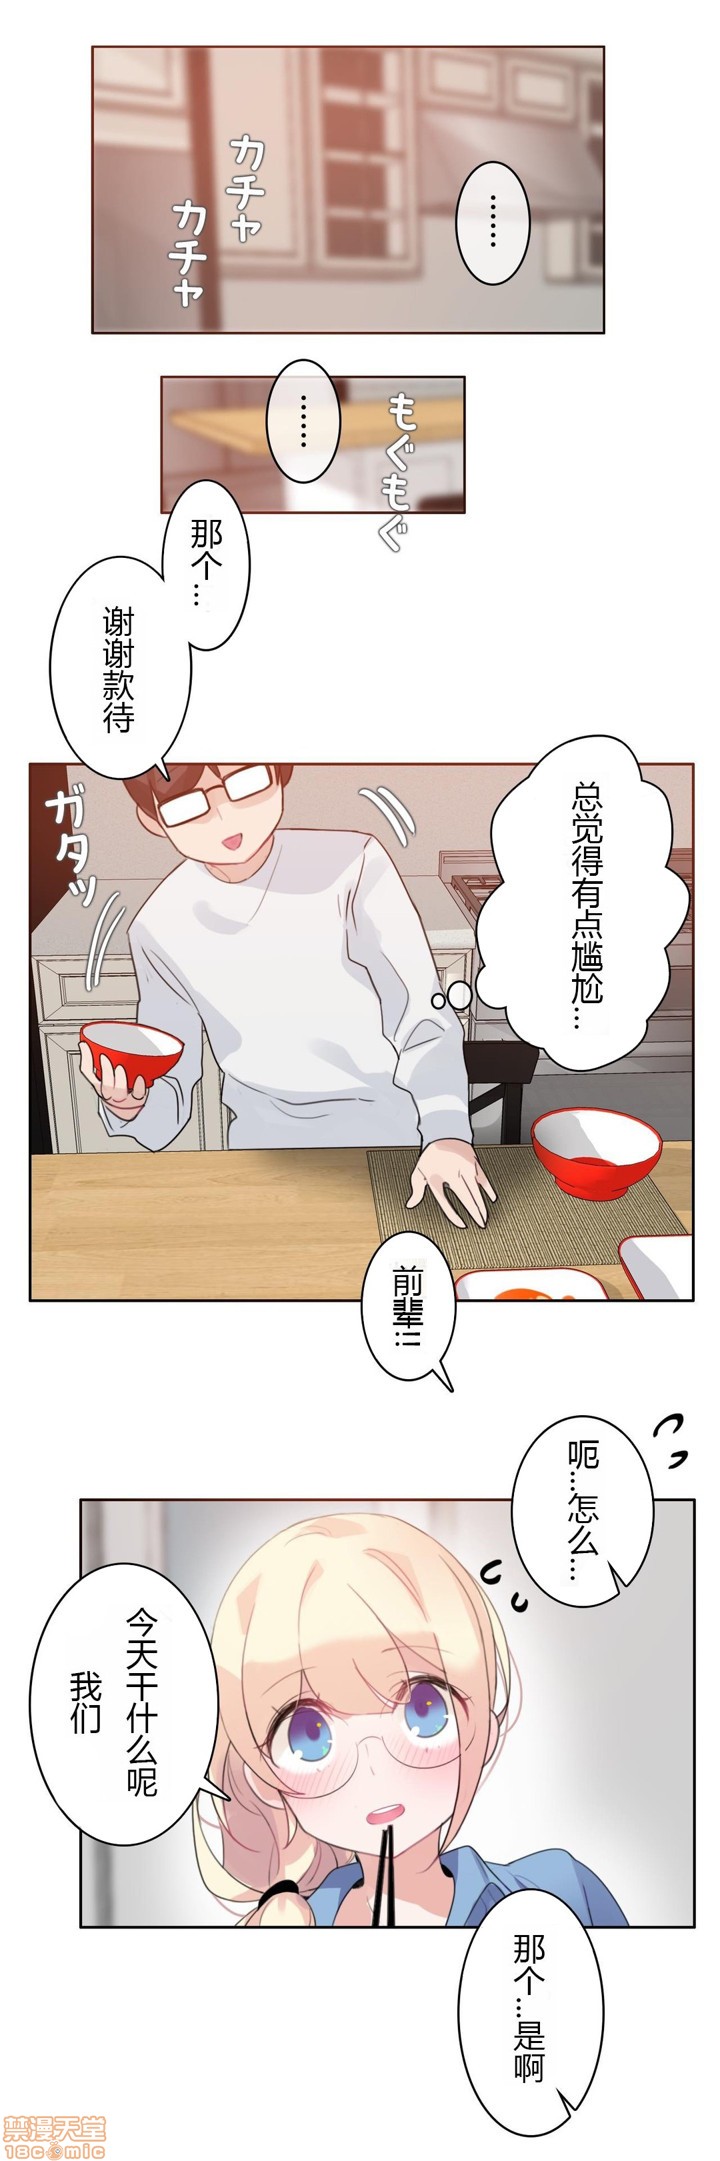 カチャ
カチャ
……
……
もぐもぐ
那个…
谢谢款待
ガタッ
总觉得有点尴尬…
前辈!!
呃…怎么…
我们
今天干什么呢
那个…是啊
禁漫天堂
18comic